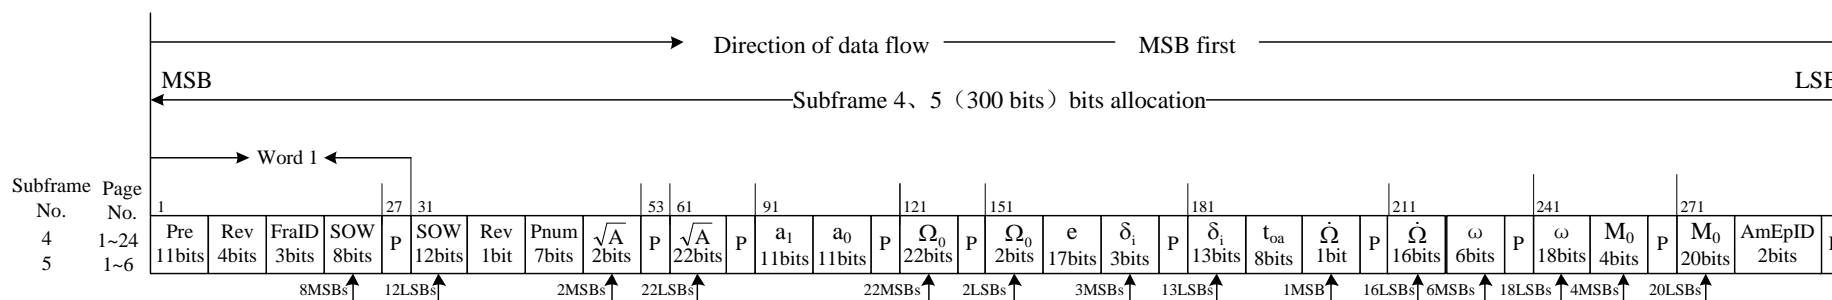 Direction of data flow MSB first
MSB LSB
Subframe 4、5（300 bits）bits allocation
Word 1
Subframe No. Page No.
1 27 31 53 61 91 121 151 181 211 241 271
4 1~24
5 1~6
Pre 11bits
Rev 4bits
FraID 3bits
SOW 8bits
P
SOW 12bits
Rev 1bit
Pnum 7bits
√A 2bits
P
√A 22bits
P
a₁ 11bits
a₀ 11bits
P
Ω₀ 22bits
P
Ω₀ 2bits
e 17bits
δᵢ 3bits
P
δᵢ 13bits
tₒₐ 8bits
Ω̇ 1bit
P
Ω̇ 16bits
ω 6bits
P
ω 18bits
M₀ 4bits
P
M₀ 20bits
AmEpID 2bits
8MSBs 12LSBs 2MSBs 22LSBs 22MSBs 2LSBs 3MSBs 13LSBs 1MSB 16LSBs 6MSBs 18LSBs 4MSBs 20LSBs